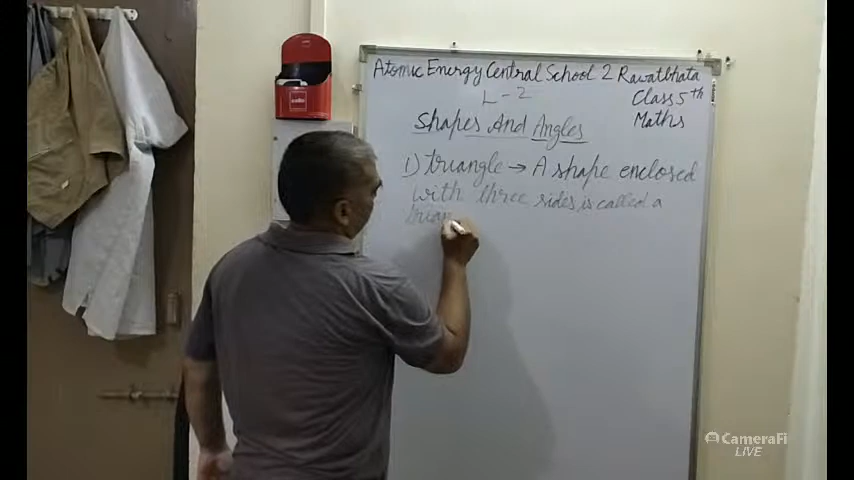 Atomic Energy Central School 2 Rawatbhata
L - 2
Class 5th
Maths
Shapes And Angles
1) triangle → A shape enclosed
with three sides, is called a
trian
CameraFi
LIVE